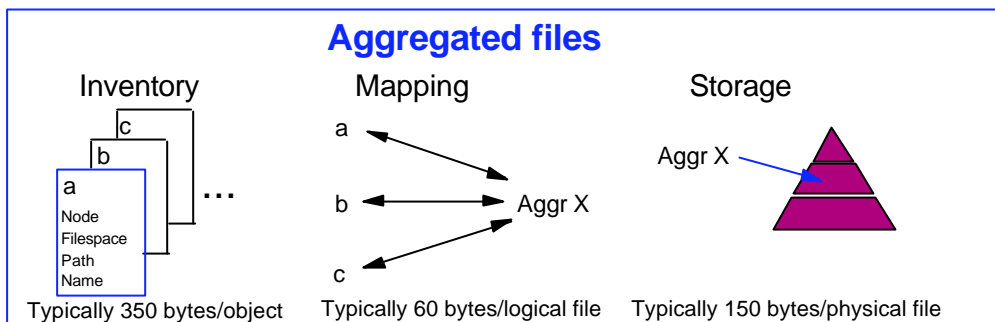 Aggregated files
Inventory
Mapping
Storage
c
b
a
Node
Filespace
Path
Name
...
a
b
c
Aggr X
Aggr X
Typically 350 bytes/object
Typically 60 bytes/logical file
Typically 150 bytes/physical file